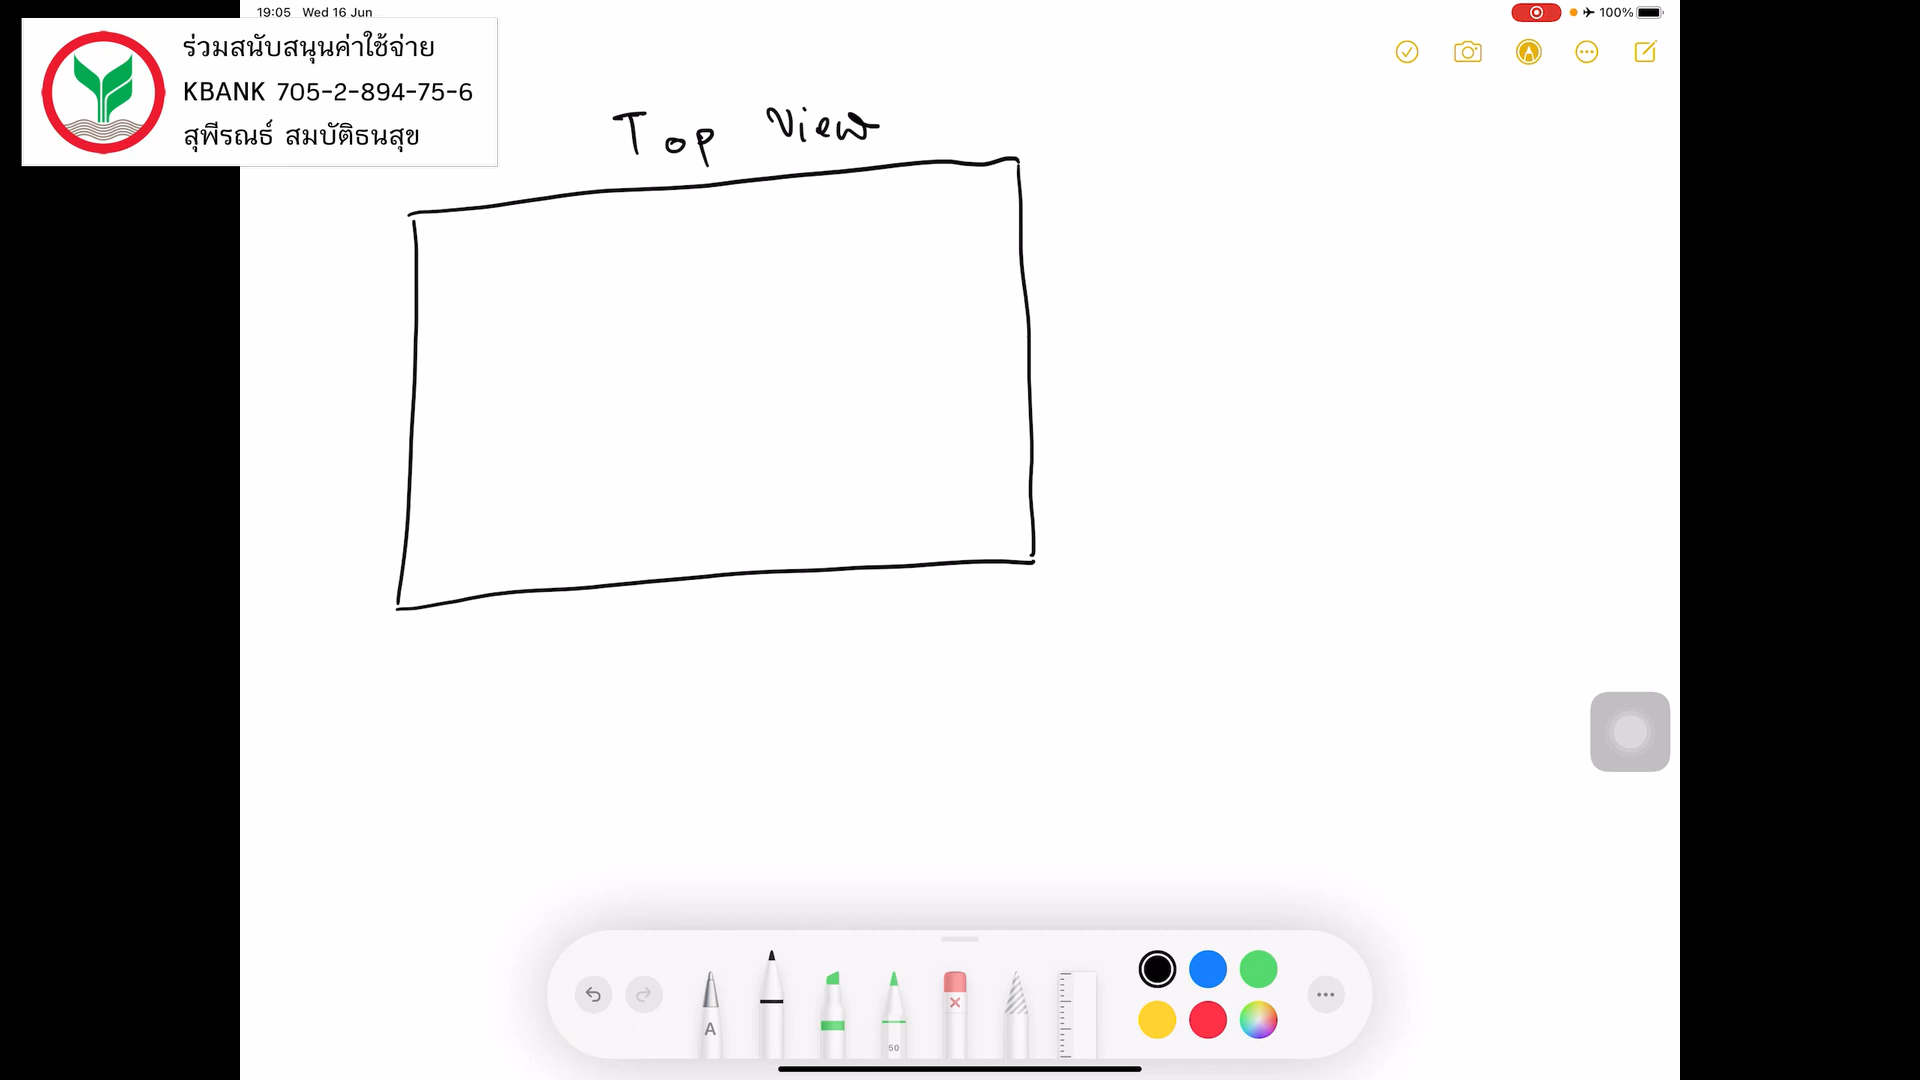 19:05 Wed 16 Jun
100%
ร่วมสนับสนุนค่าใช้จ่าย
KBANK 705-2-894-75-6
สุพีรณธ์ สมบัติธนสุข
Top View
A
50